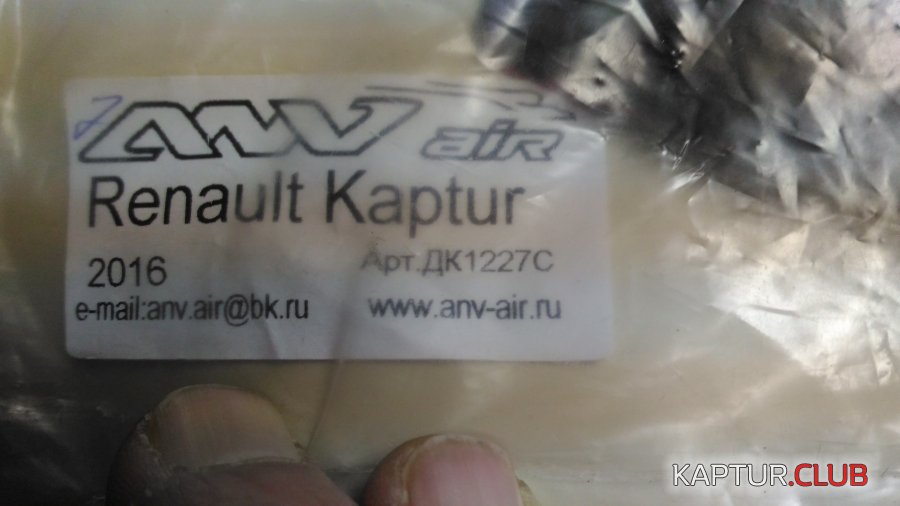 ANV air
Renault Kaptur
2016 Арт.ДК1227С
e-mail:anv.air@bk.ru www.anv-air.ru
KAPTUR.CLUB